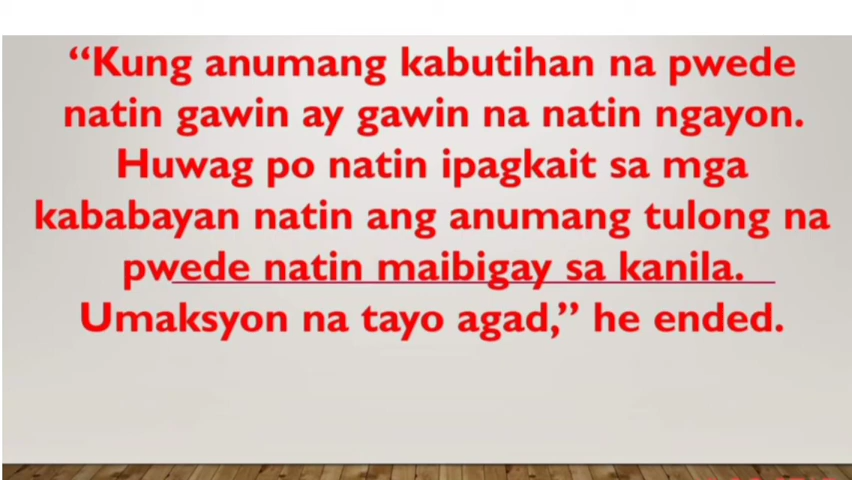 “Kung anumang kabutihan na pwede
natin gawin ay gawin na natin ngayon.
Huwag po natin ipagkait sa mga
kababayan natin ang anumang tulong na
pwede natin maibigay sa kanila.
Umaksyon na tayo agad,” he ended.